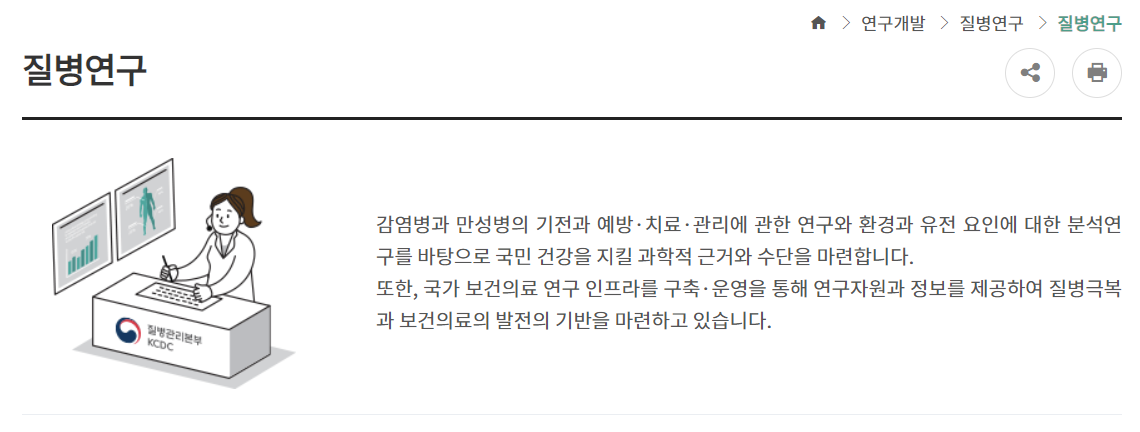 연구개발 > 질병연구 > 질병연구
질병연구
감염병과 만성병의 기전과 예방·치료·관리에 관한 연구와 환경과 유전 요인에 대한 분석연
구를 바탕으로 국민 건강을 지킬 과학적 근거와 수단을 마련합니다.
또한, 국가 보건의료 연구 인프라를 구축·운영을 통해 연구자원과 정보를 제공하여 질병극복
과 보건의료의 발전의 기반을 마련하고 있습니다.
질병관리본부
KCDC